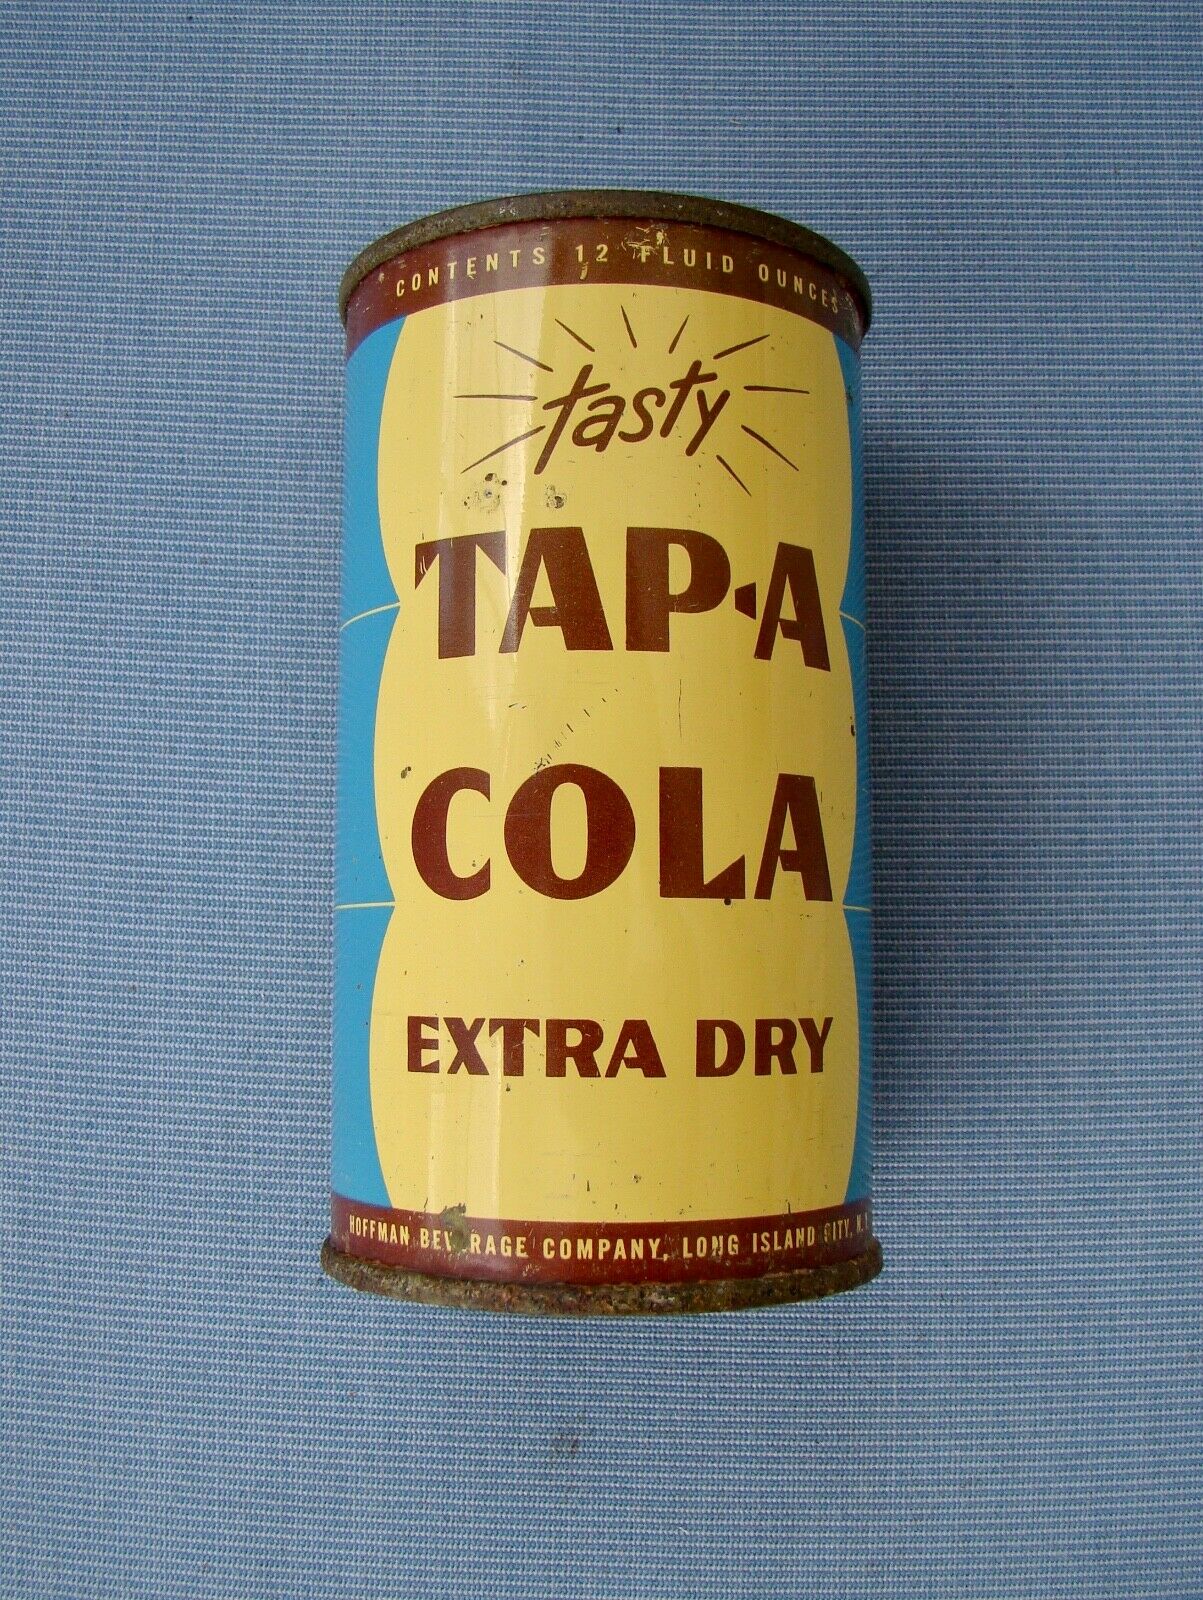 CONTENTS 12 FLUID OUNCES
tasty
TAP-A
COLA
EXTRA DRY
HOFFMAN BEVERAGE COMPANY, LONG ISLAND CITY, N.Y.